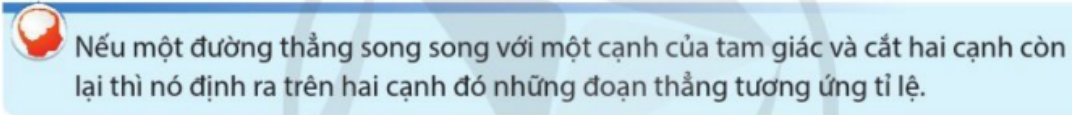 Nếu một đường thẳng song song với một cạnh của tam giác và cắt hai cạnh còn
lại thì nó định ra trên hai cạnh đó những đoạn thẳng tương ứng tỉ lệ.